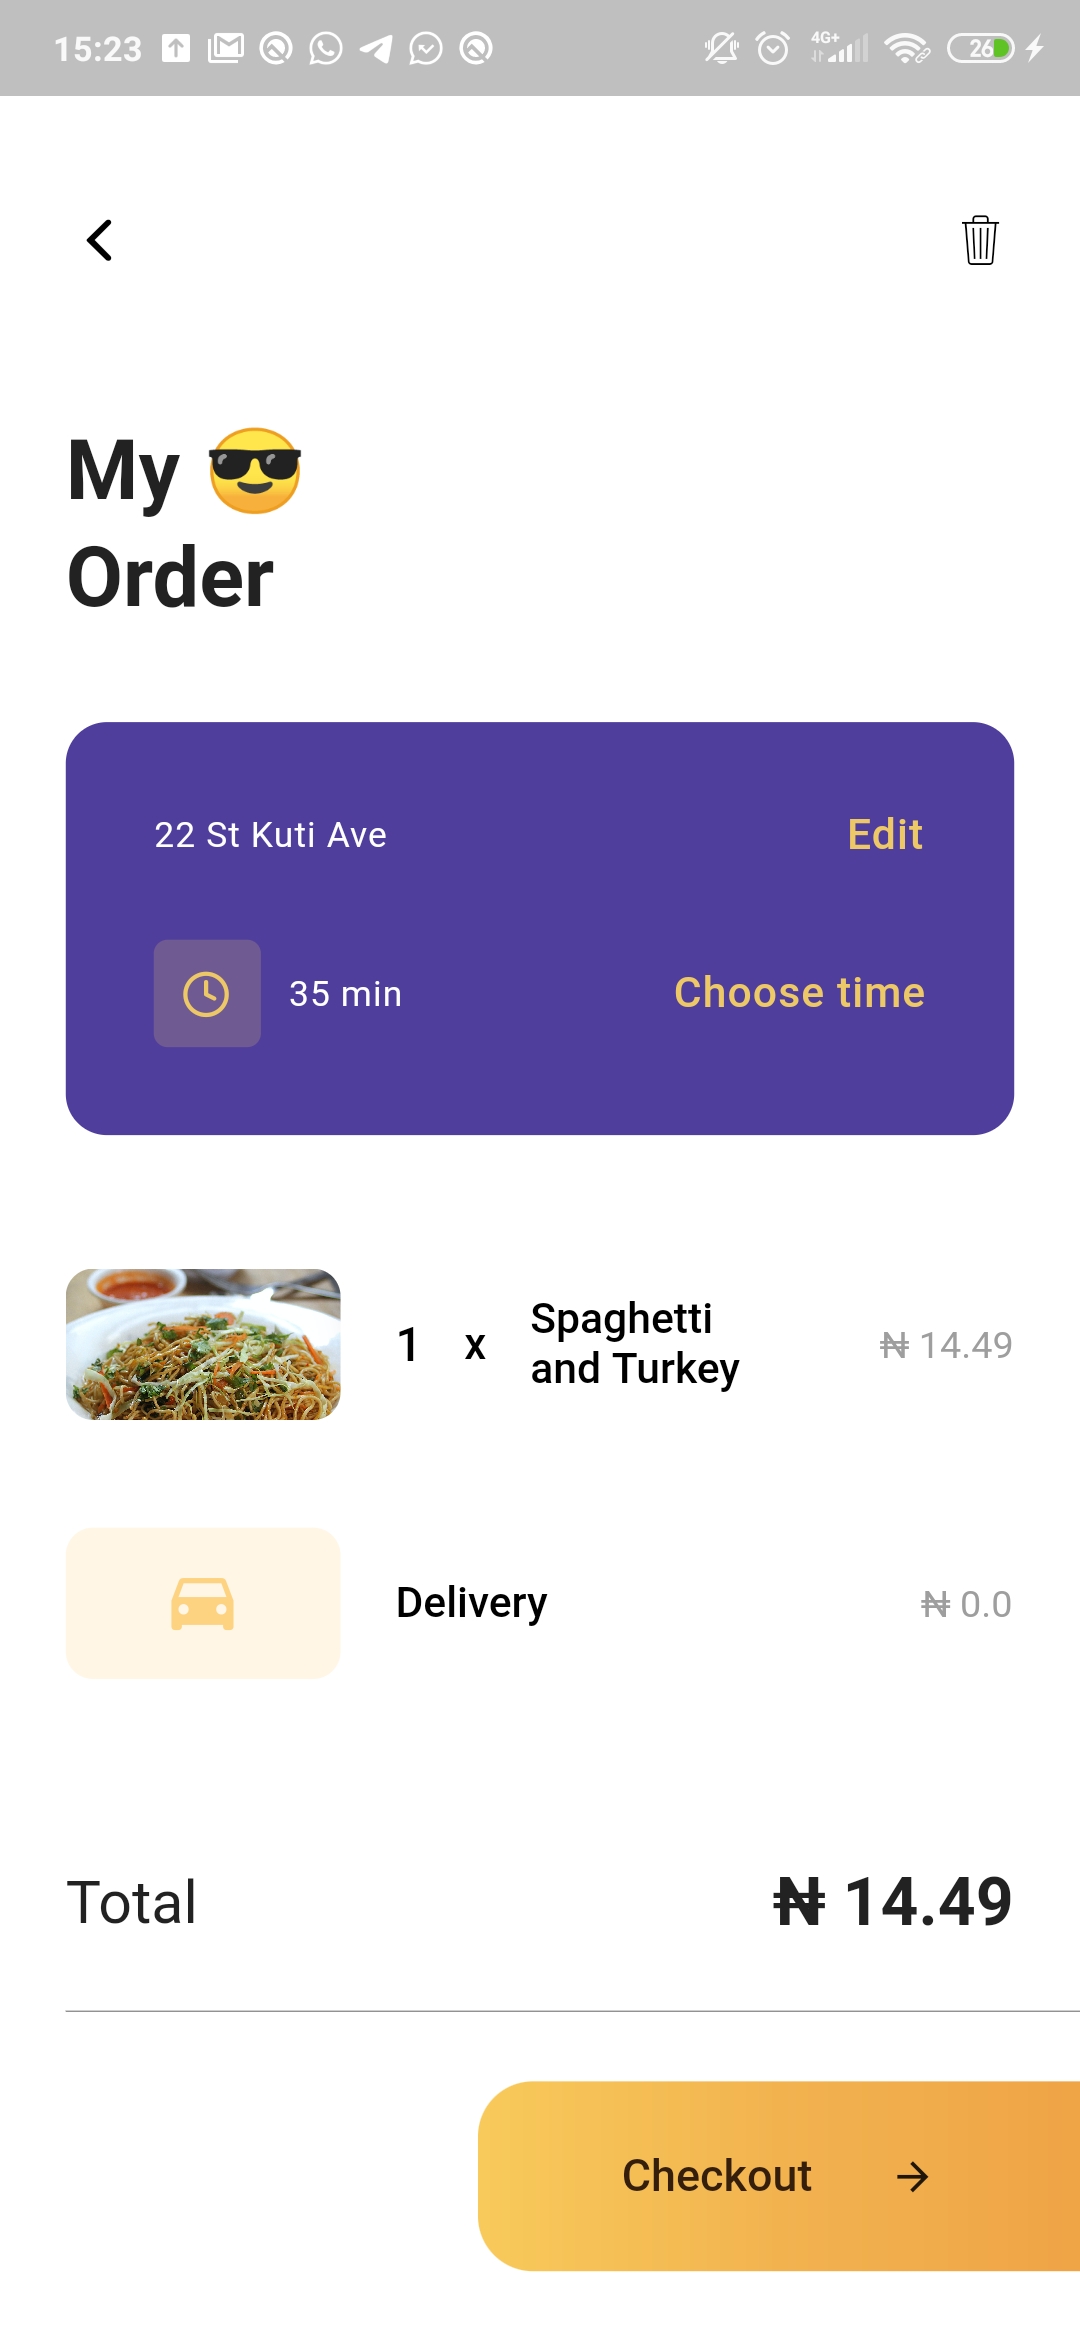 15:23 4G+ 26
My 😎
Order
22 St Kuti Ave Edit
35 min Choose time
1 x Spaghetti
and Turkey ₦ 14.49
Delivery ₦ 0.0
Total ₦ 14.49
Checkout →